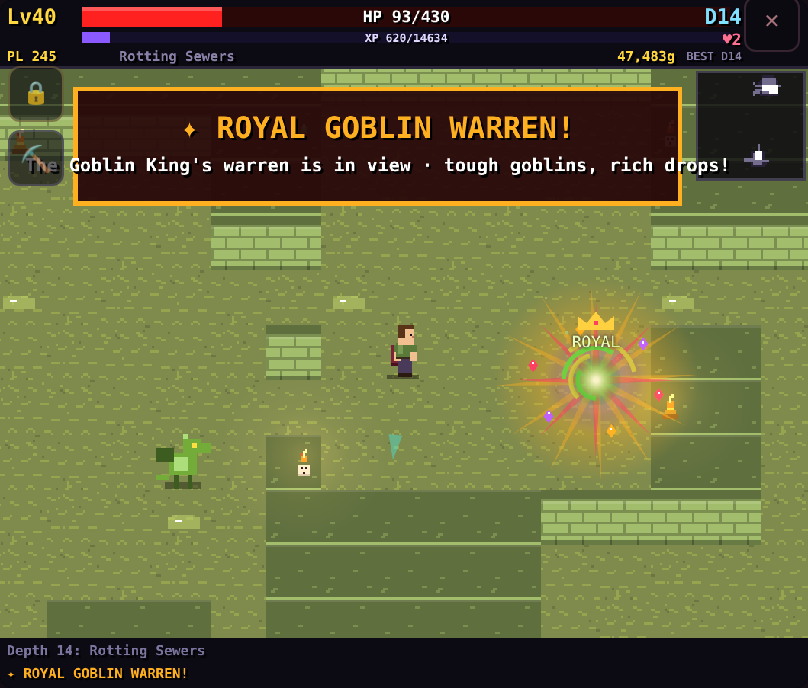 Lv40
HP 93/430
D14
×
XP 620/14634
♥2
PL 245
Rotting Sewers
47,483g
BEST D14
✦ ROYAL GOBLIN WARREN!
The Goblin King's warren is in view · tough goblins, rich drops!
ROYAL
Depth 14: Rotting Sewers
✦ ROYAL GOBLIN WARREN!